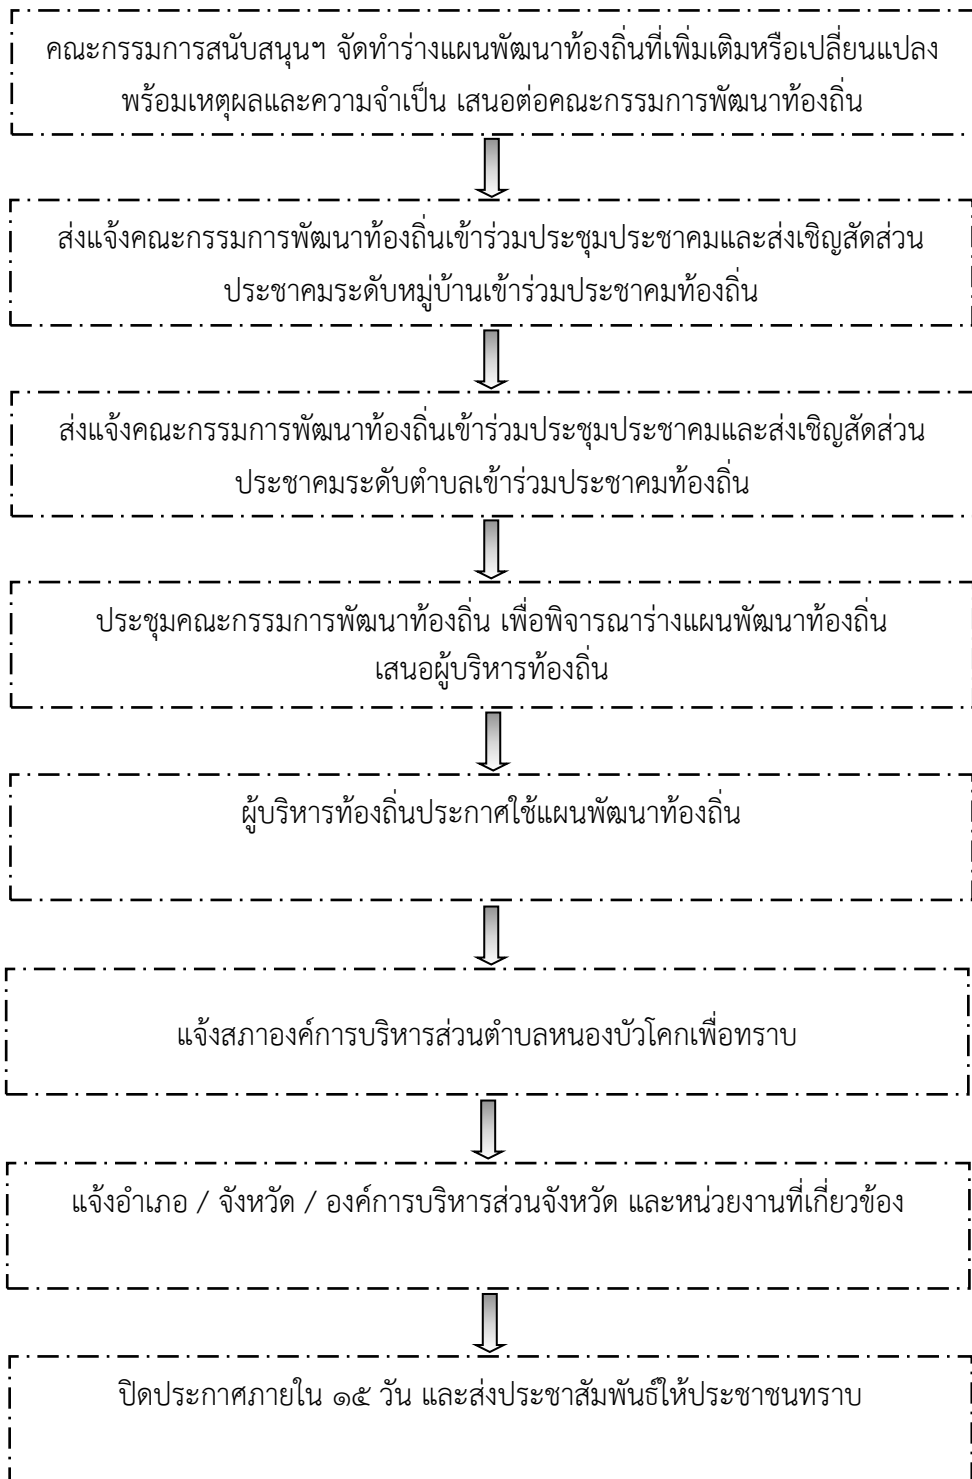 คณะกรรมการสนับสนุนฯ จัดทำร่างแผนพัฒนาท้องถิ่นที่เพิ่มเติมหรือเปลี่ยนแปลง
พร้อมเหตุผลและความจำเป็น เสนอต่อคณะกรรมการพัฒนาท้องถิ่น
ส่งแจ้งคณะกรรมการพัฒนาท้องถิ่นเข้าร่วมประชุมประชาคมและส่งเชิญสัดส่วน
ประชาคมระดับหมู่บ้านเข้าร่วมประชาคมท้องถิ่น
ส่งแจ้งคณะกรรมการพัฒนาท้องถิ่นเข้าร่วมประชุมประชาคมและส่งเชิญสัดส่วน
ประชาคมระดับตำบลเข้าร่วมประชาคมท้องถิ่น
ประชุมคณะกรรมการพัฒนาท้องถิ่น เพื่อพิจารณาร่างแผนพัฒนาท้องถิ่น
เสนอผู้บริหารท้องถิ่น
ผู้บริหารท้องถิ่นประกาศใช้แผนพัฒนาท้องถิ่น
แจ้งสภาองค์การบริหารส่วนตำบลหนองบัวโคกเพื่อทราบ
แจ้งอำเภอ / จังหวัด / องค์การบริหารส่วนจังหวัด และหน่วยงานที่เกี่ยวข้อง
ปิดประกาศภายใน ๑๕ วัน และส่งประชาสัมพันธ์ให้ประชาชนทราบ